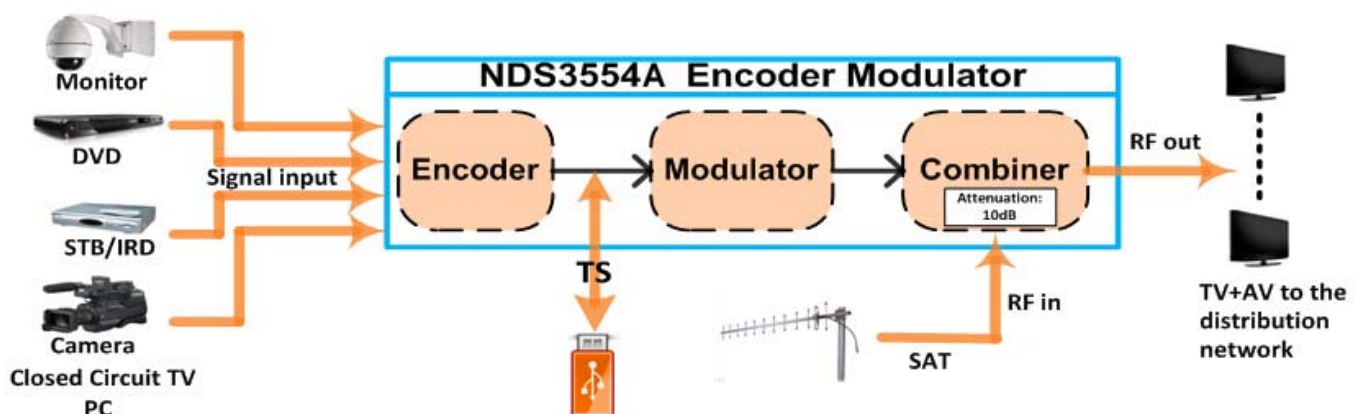 NDS3554A Encoder Modulator
Monitor
DVD
Signal input
STB/IRD
Camera
Closed Circuit TV
PC
Encoder
Modulator
Combiner
Attenuation:
10dB
TS
SAT
RF in
RF out
TV+AV to the
distribution
network